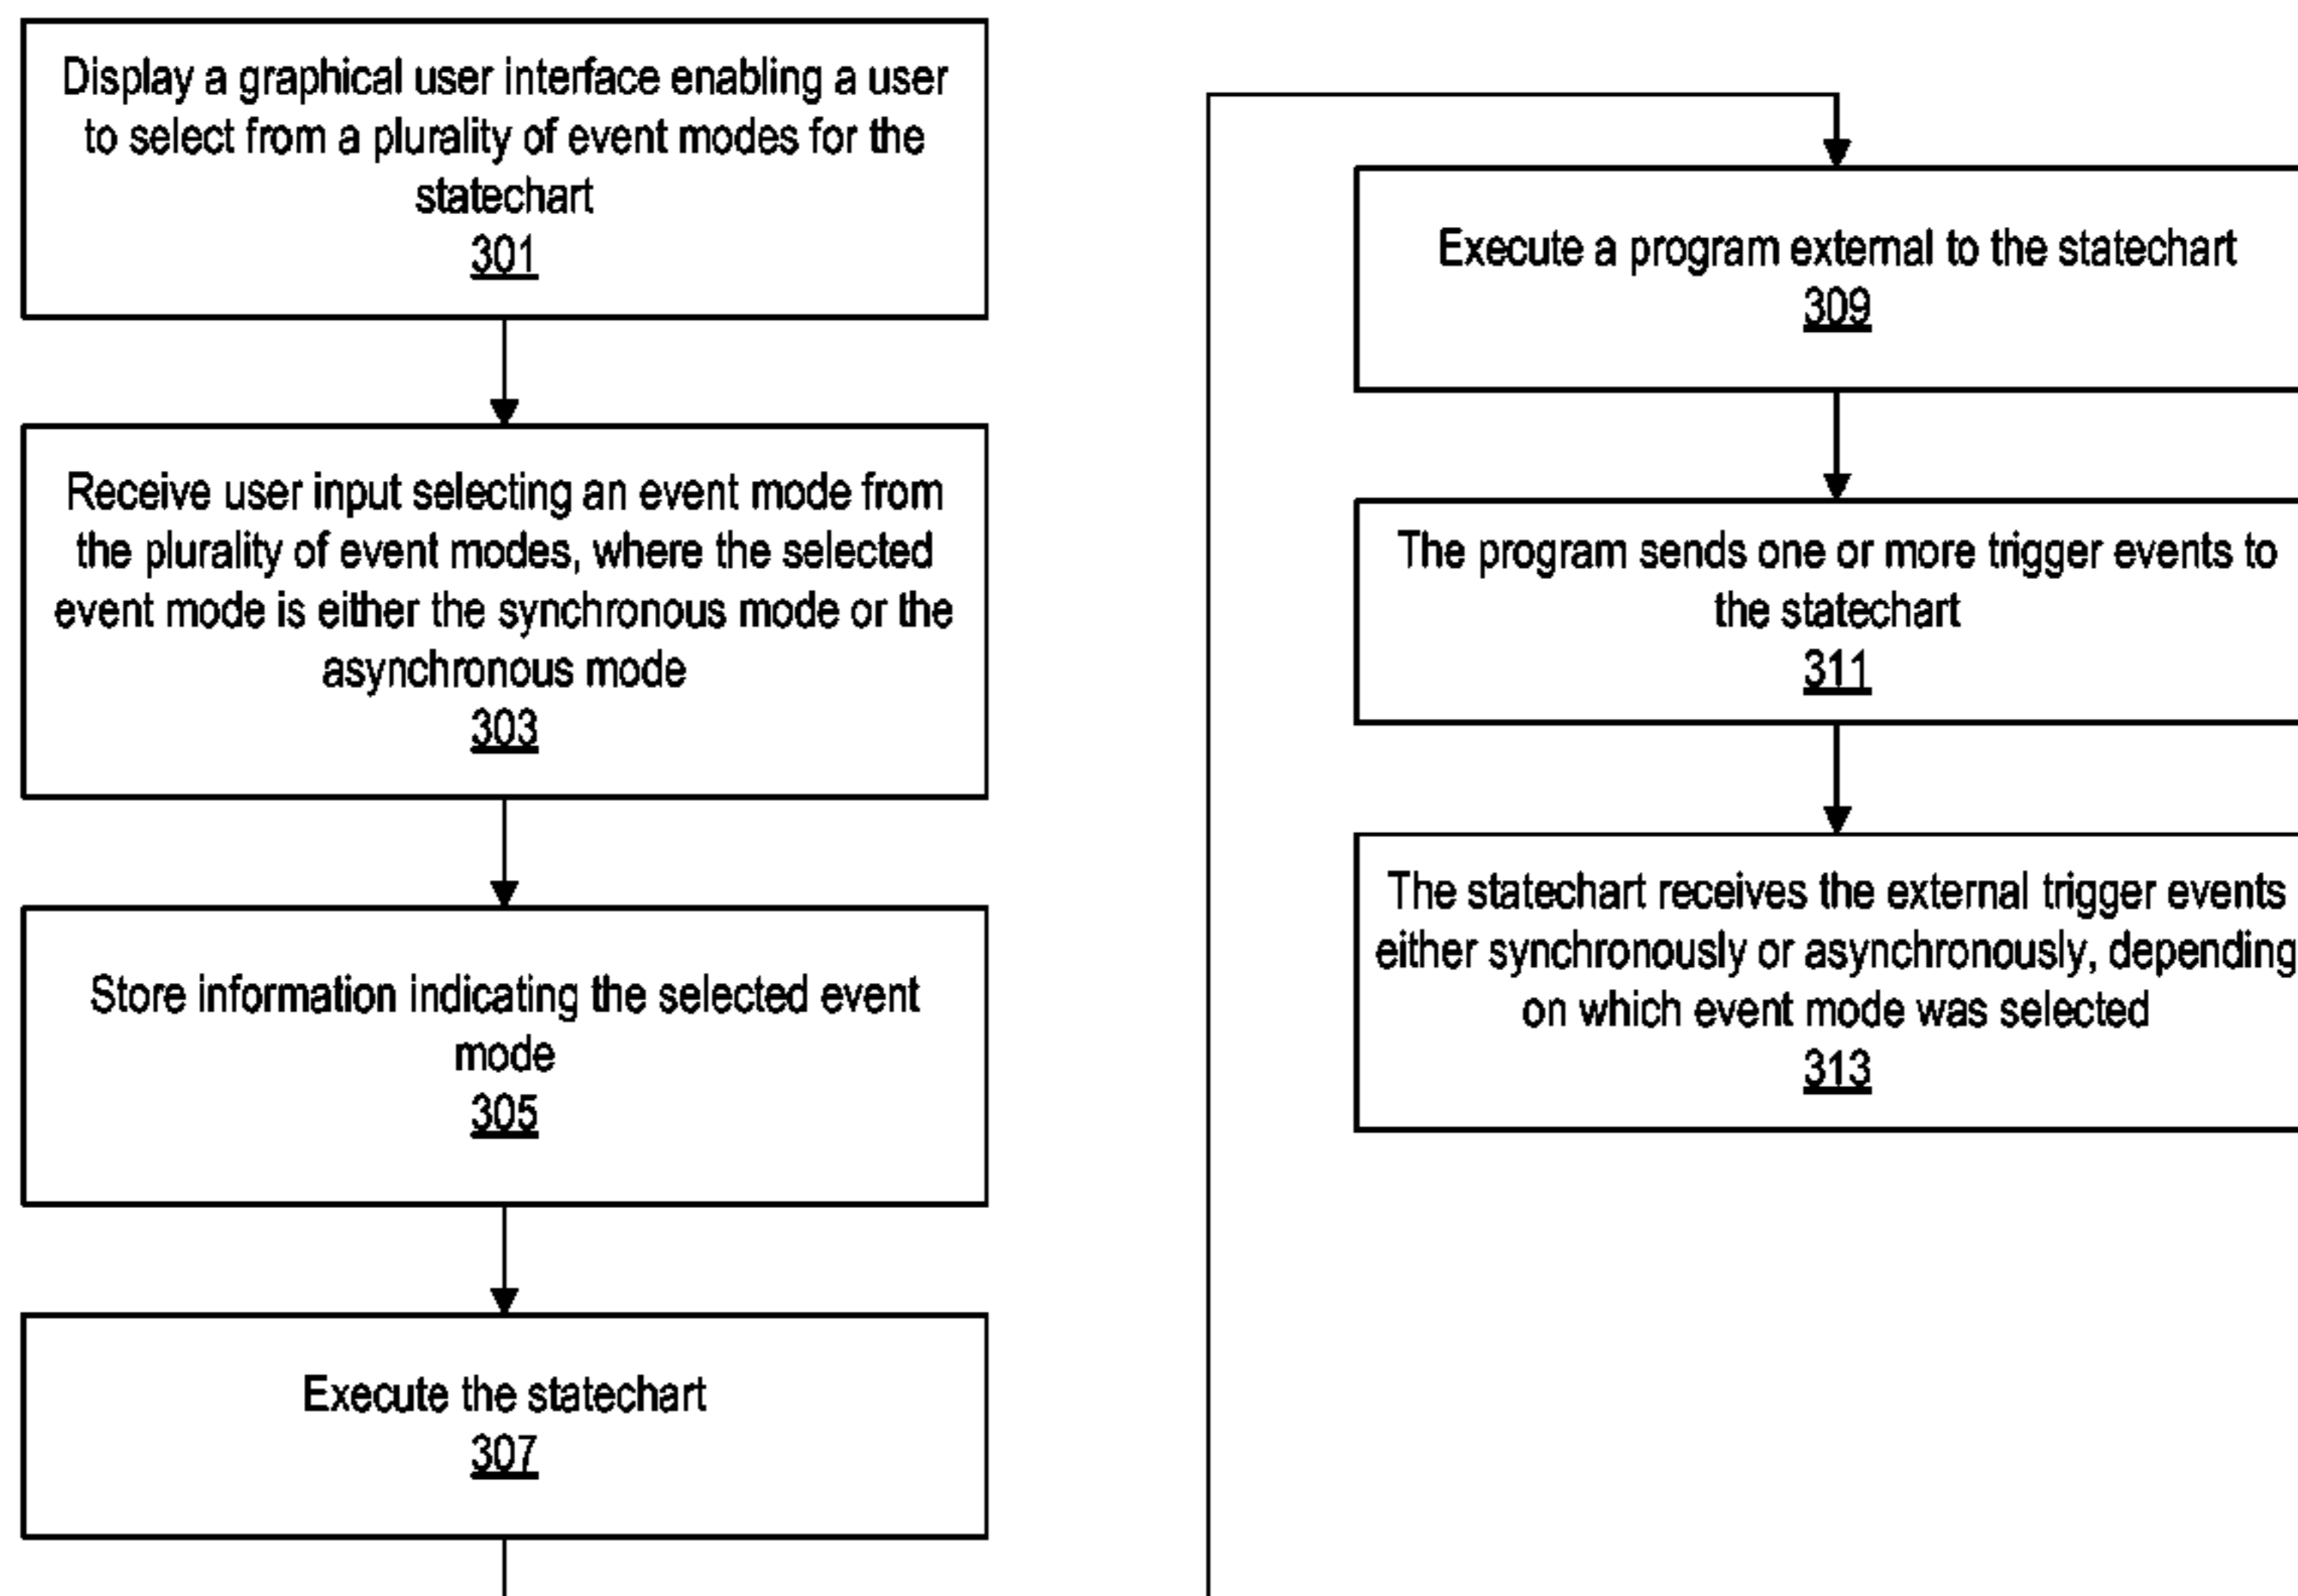 Display a graphical user interface enabling a user
to select from a plurality of event modes for the
statechart
301
Receive user input selecting an event mode from
the plurality of event modes, where the selected
event mode is either the synchronous mode or the
asynchronous mode
303
Store information indicating the selected event
mode
305
Execute the statechart
307
Execute a program external to the statechart
309
The program sends one or more trigger events to
the statechart
311
The statechart receives the external trigger events
either synchronously or asynchronously, depending
on which event mode was selected
313